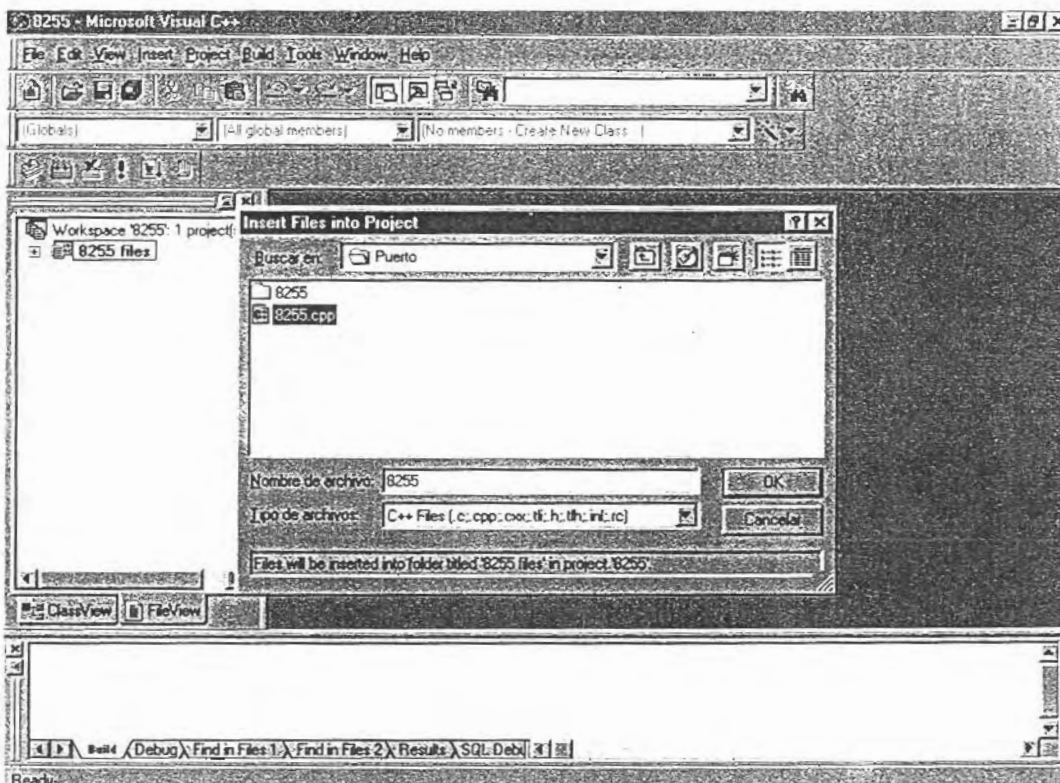 8255 - Microsoft Visual C++
File Edit View Insert Project Build Tools Window Help
(Globals) (All global members) (No members - Create New Class
Workspace '8255': 1 project(
8255 files
Insert Files into Project
Buscar en: Puerto
8255
8255.cpp
Nombre de archivo: 8255 OK
Tipo de archivos: C++ Files (.c;.cpp;.cxx;.tli;.h;.tlh;.inl;.rc) Cancelar
Files will be inserted into folder titled '8255 files' in project '8255'.
ClassView FileView
Build Debug Find in Files 1 Find in Files 2 Results SQL Debu
Ready